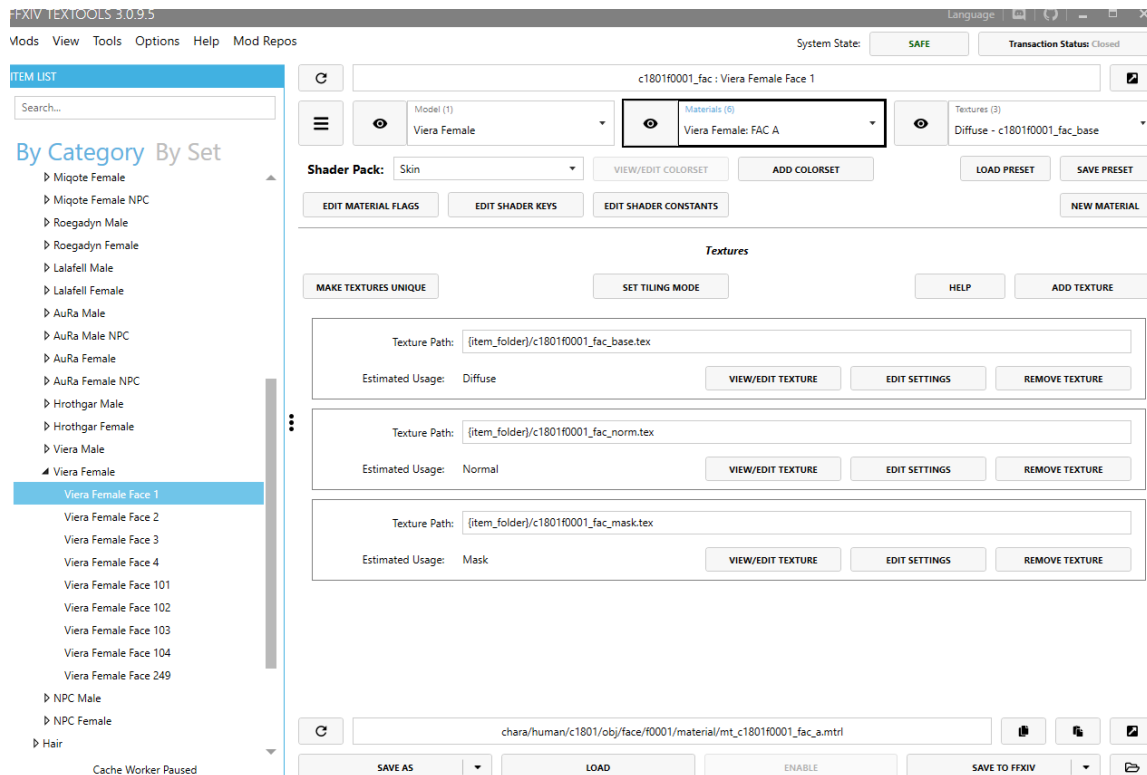 FFXIV TEXTOOLS 3.0.9.5 Language
Mods View Tools Options Help Mod Repos System State: SAFE Transaction Status: Closed
ITEM LIST
Search...
By Category By Set
Miqote Female
Miqote Female NPC
Roegadyn Male
Roegadyn Female
Lalafell Male
Lalafell Female
AuRa Male
AuRa Male NPC
AuRa Female
AuRa Female NPC
Hrothgar Male
Hrothgar Female
Viera Male
Viera Female
Viera Female Face 1
Viera Female Face 2
Viera Female Face 3
Viera Female Face 4
Viera Female Face 101
Viera Female Face 102
Viera Female Face 103
Viera Female Face 104
Viera Female Face 249
NPC Male
NPC Female
Hair
Cache Worker Paused
c1801f0001_fac : Viera Female Face 1
Model (1)
Viera Female
Materials (6)
Viera Female: FAC A
Textures (3)
Diffuse - c1801f0001_fac_base
Shader Pack: Skin VIEW/EDIT COLORSET ADD COLORSET LOAD PRESET SAVE PRESET
EDIT MATERIAL FLAGS EDIT SHADER KEYS EDIT SHADER CONSTANTS NEW MATERIAL
Textures
MAKE TEXTURES UNIQUE SET TILING MODE HELP ADD TEXTURE
Texture Path: {item_folder}/c1801f0001_fac_base.tex
Estimated Usage: Diffuse VIEW/EDIT TEXTURE EDIT SETTINGS REMOVE TEXTURE
Texture Path: {item_folder}/c1801f0001_fac_norm.tex
Estimated Usage: Normal VIEW/EDIT TEXTURE EDIT SETTINGS REMOVE TEXTURE
Texture Path: {item_folder}/c1801f0001_fac_mask.tex
Estimated Usage: Mask VIEW/EDIT TEXTURE EDIT SETTINGS REMOVE TEXTURE
chara/human/c1801/obj/face/f0001/material/mt_c1801f0001_fac_a.mtrl
SAVE AS LOAD ENABLE SAVE TO FFXIV